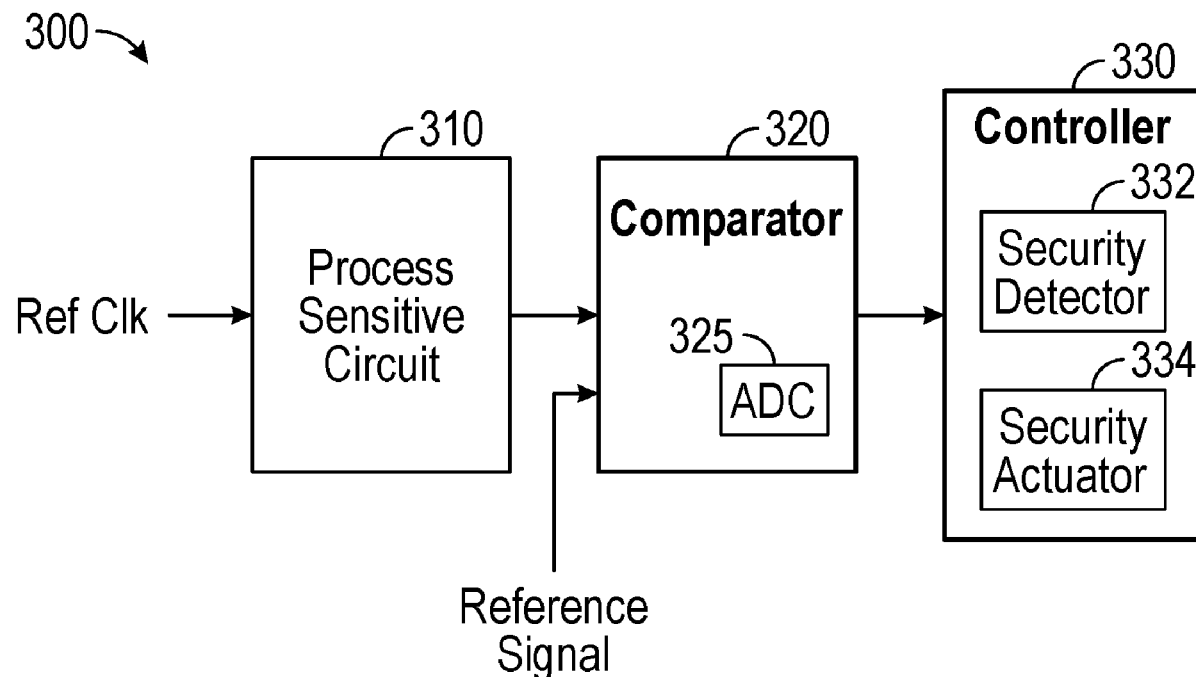 300
310
320
330
Controller
332
Comparator
Security
Detector
Process
Sensitive
Circuit
Ref Clk
325
ADC
334
Security
Actuator
Reference
Signal